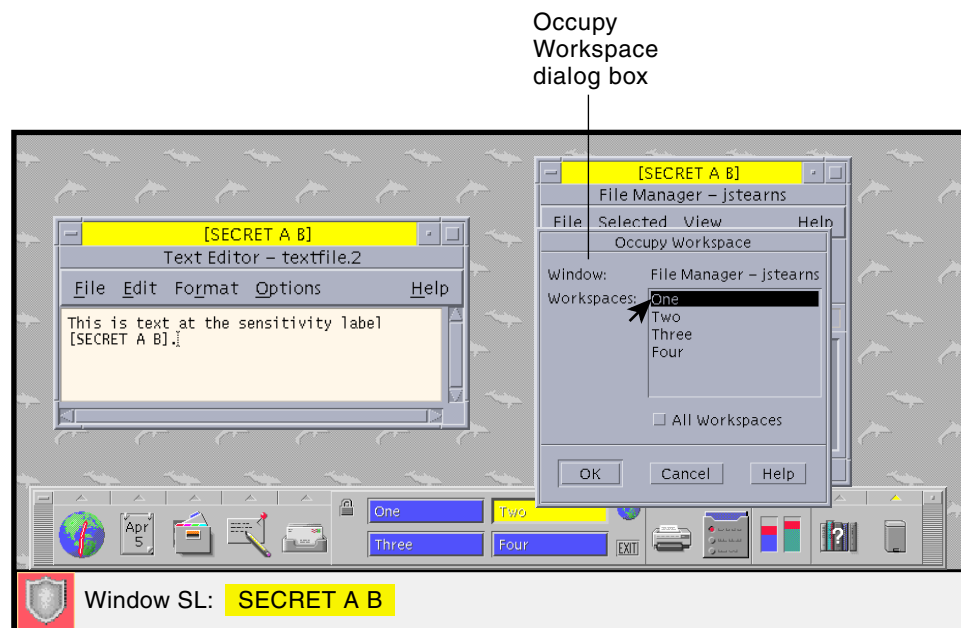 Occupy
Workspace
dialog box
[SECRET A B]
File Manager – jstearns
File Selected View Help
[SECRET A B]
Text Editor – textfile.2
File Edit Format Options Help
This is text at the sensitivity label
[SECRET A B].
Occupy Workspace
Window: File Manager – jstearns
Workspaces: One
Two
Three
Four
All Workspaces
OK Cancel Help
Apr
5
One Two
Three Four
EXIT
?
Window SL: SECRET A B